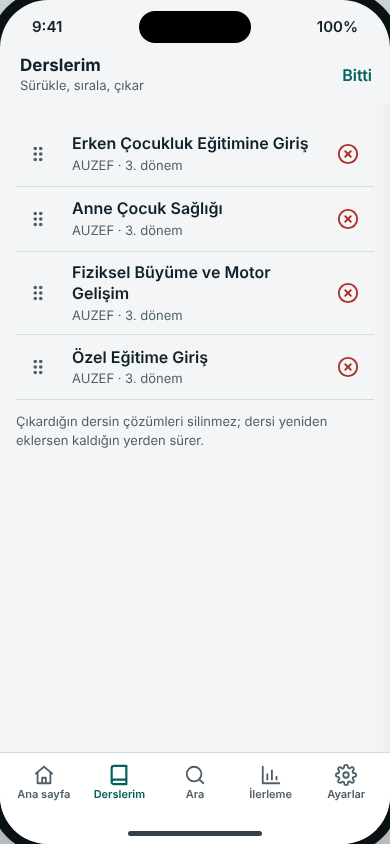 9:41
100%
Derslerim
Sürükle, sırala, çıkar
Bitti
Erken Çocukluk Eğitimine Giriş
AUZEF · 3. dönem
Anne Çocuk Sağlığı
AUZEF · 3. dönem
Fiziksel Büyüme ve Motor
Gelişim
AUZEF · 3. dönem
Özel Eğitime Giriş
AUZEF · 3. dönem
Çıkardığın dersin çözümleri silinmez; dersi yeniden
eklersen kaldığın yerden sürer.
Ana sayfa
Derslerim
Ara
İlerleme
Ayarlar